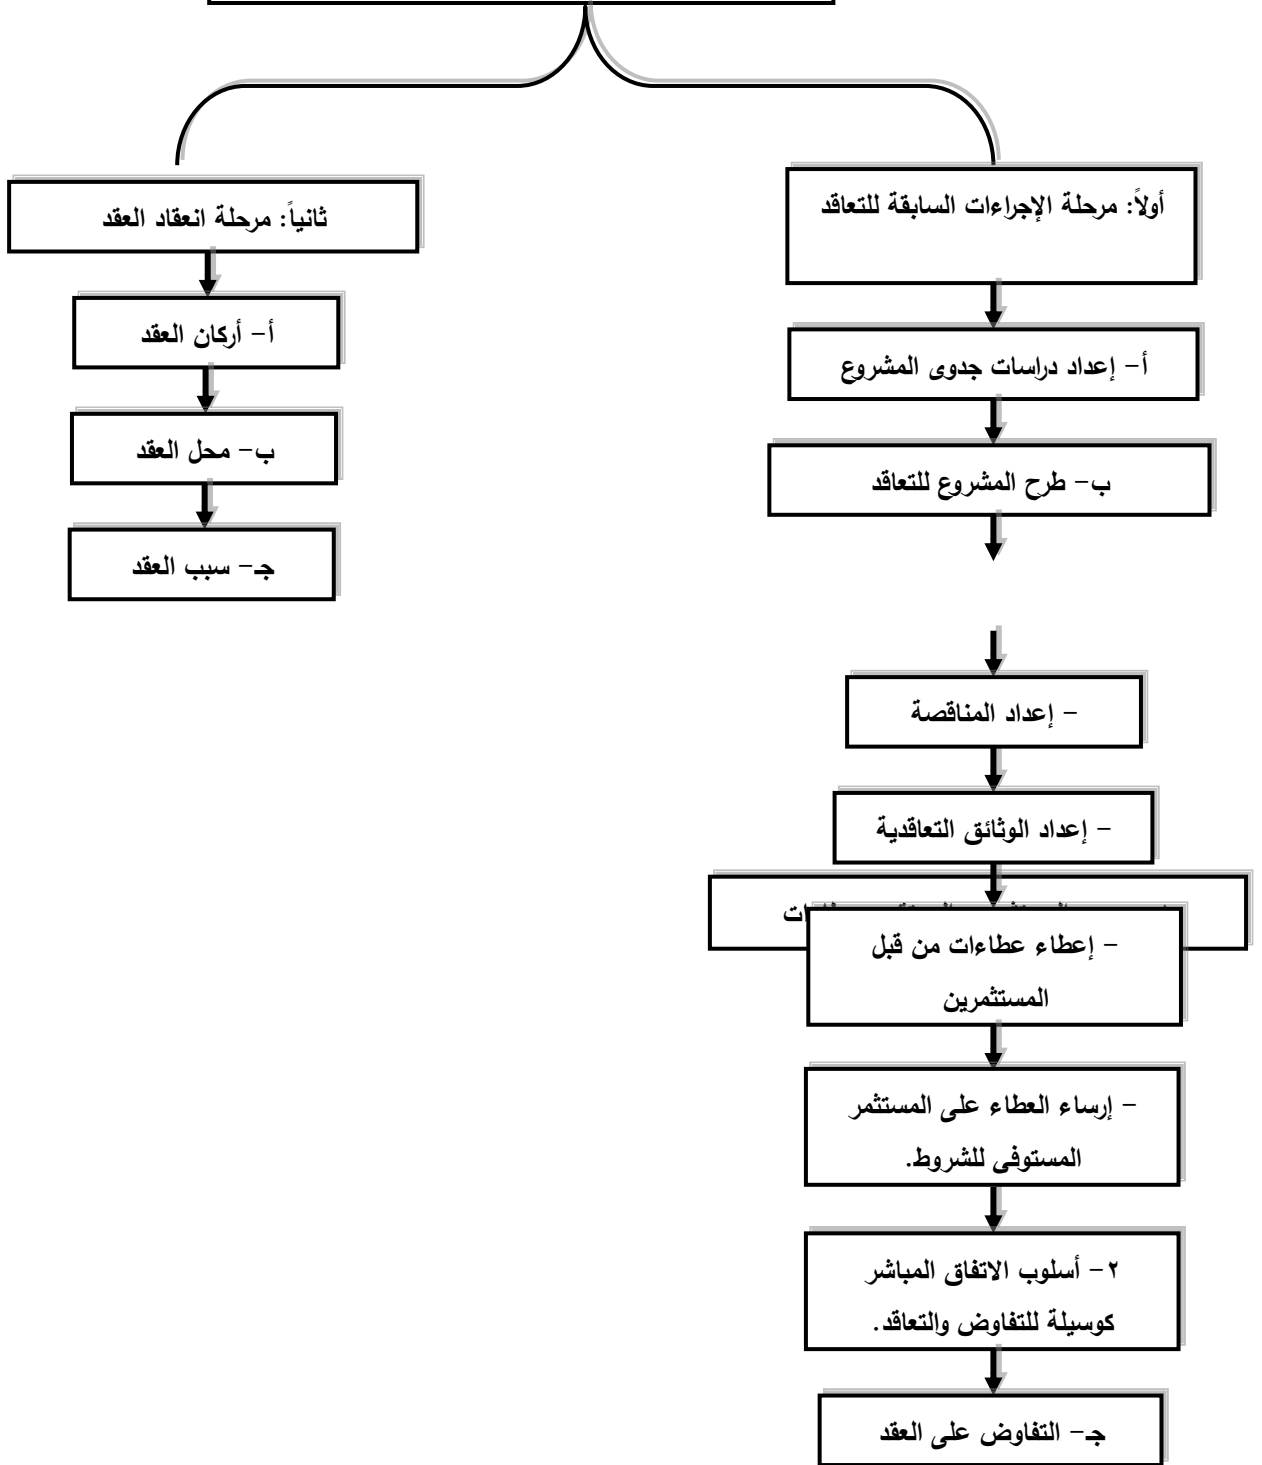 أولاً: مرحلة الإجراءات السابقة للتعاقد
أ- إعداد دراسات جدوى المشروع
ب- طرح المشروع للتعاقد
- إعداد المناقصة
- إعداد الوثائق التعاقدية
- إعطاء عطاءات من قبل
المستثمرين
- إرساء العطاء على المستثمر
المستوفى للشروط.
٢- أسلوب الاتفاق المباشر
كوسيلة للتفاوض والتعاقد.
جـ- التفاوض على العقد
ثانياً: مرحلة انعقاد العقد
أ- أركان العقد
ب- محل العقد
جـ- سبب العقد